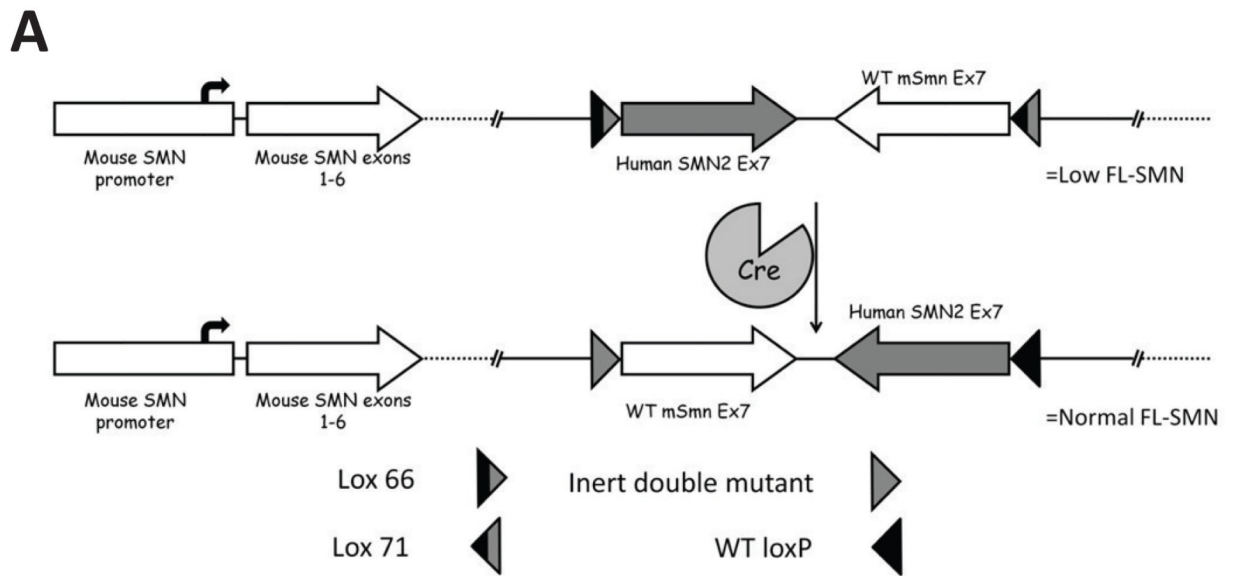 A
WT mSmn Ex7
Mouse SMN
promoter
Mouse SMN exons
1-6
Human SMN2 Ex7
=Low FL-SMN
Cre
Human SMN2 Ex7
Mouse SMN
promoter
Mouse SMN exons
1-6
WT mSmn Ex7
=Normal FL-SMN
Lox 66
Inert double mutant
Lox 71
WT loxP